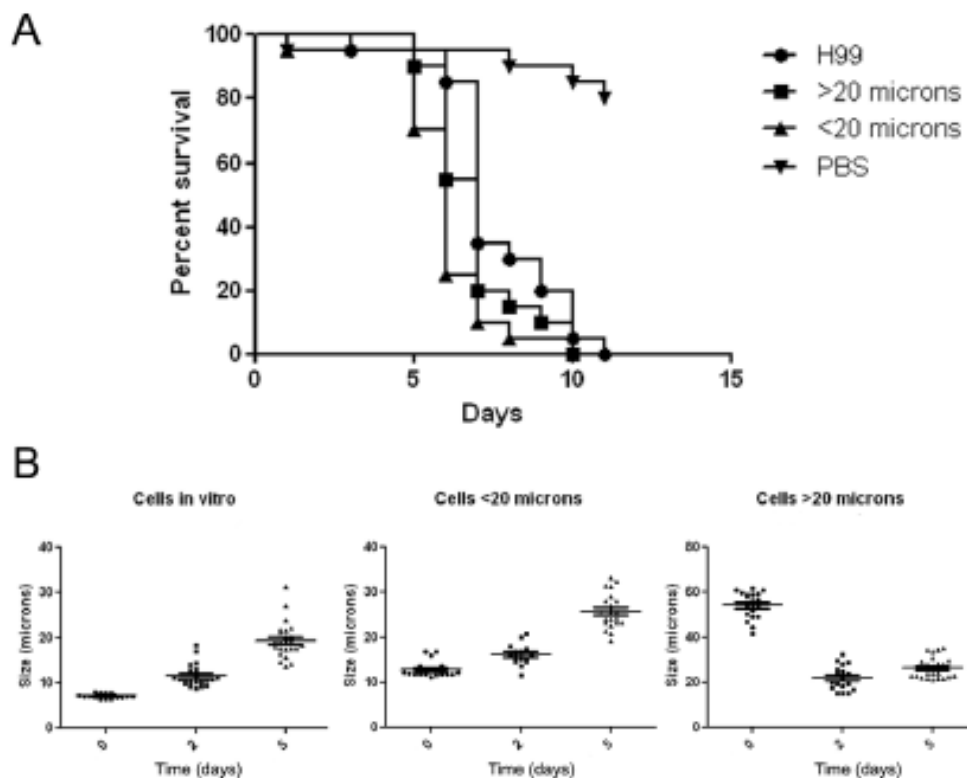 A
100
80
60
40
20
0
Percent survival
0 5 10 15
Days
H99
>20 microns
<20 microns
PBS
B
Cells in vitro
40
30
20
10
0
Size (microns)
0 2 5
Time (days)
Cells <20 microns
40
30
20
10
0
Size (microns)
0 2 5
Time (days)
Cells >20 microns
80
60
40
20
0
Size (microns)
0 5
Time (days)